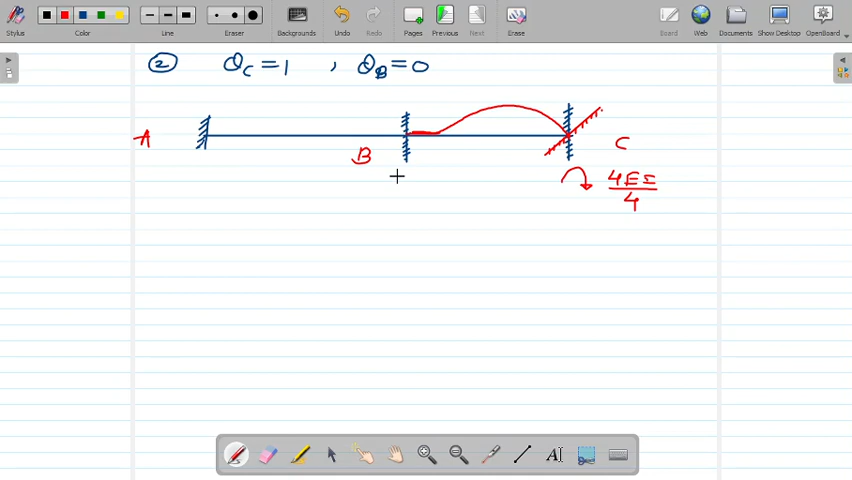 Stylus
Color
Line
Eraser
Backgrounds
Undo
Redo
Pages
Previous
Next
Erase
Board
Web
Documents
Show Desktop
OpenBoard
② θC = 1 , θB = 0
A
B
C
4EI
4